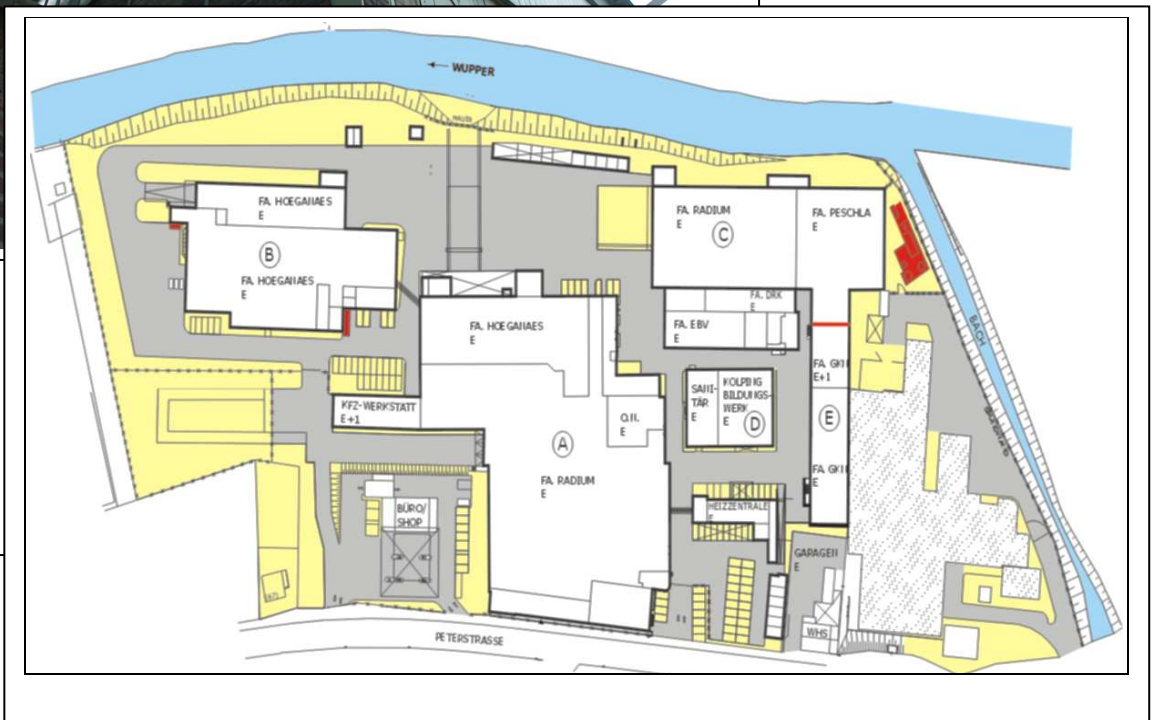 WUPPER
FA. HOEGANAES
E
B
FA. HOEGANAES
E
FA. RADIUM
E
C
FA. PESCHLA
E
FA. DRK
E
FA. EBV
E
FA. HOEGANAES
E
BACH
FA. GKN
E+1
SANI-
TÄR
E
KOLPING
BILDUNGS-
WERK
E
D
E
KFZ-WERKSTATT
E+1
E
A
FA. RADIUM
E
FA. GKN
E
BÜRO/
SHOP
HEIZZENTRALE
E
GARAGEN
E
WHS
PETERSTRASSE